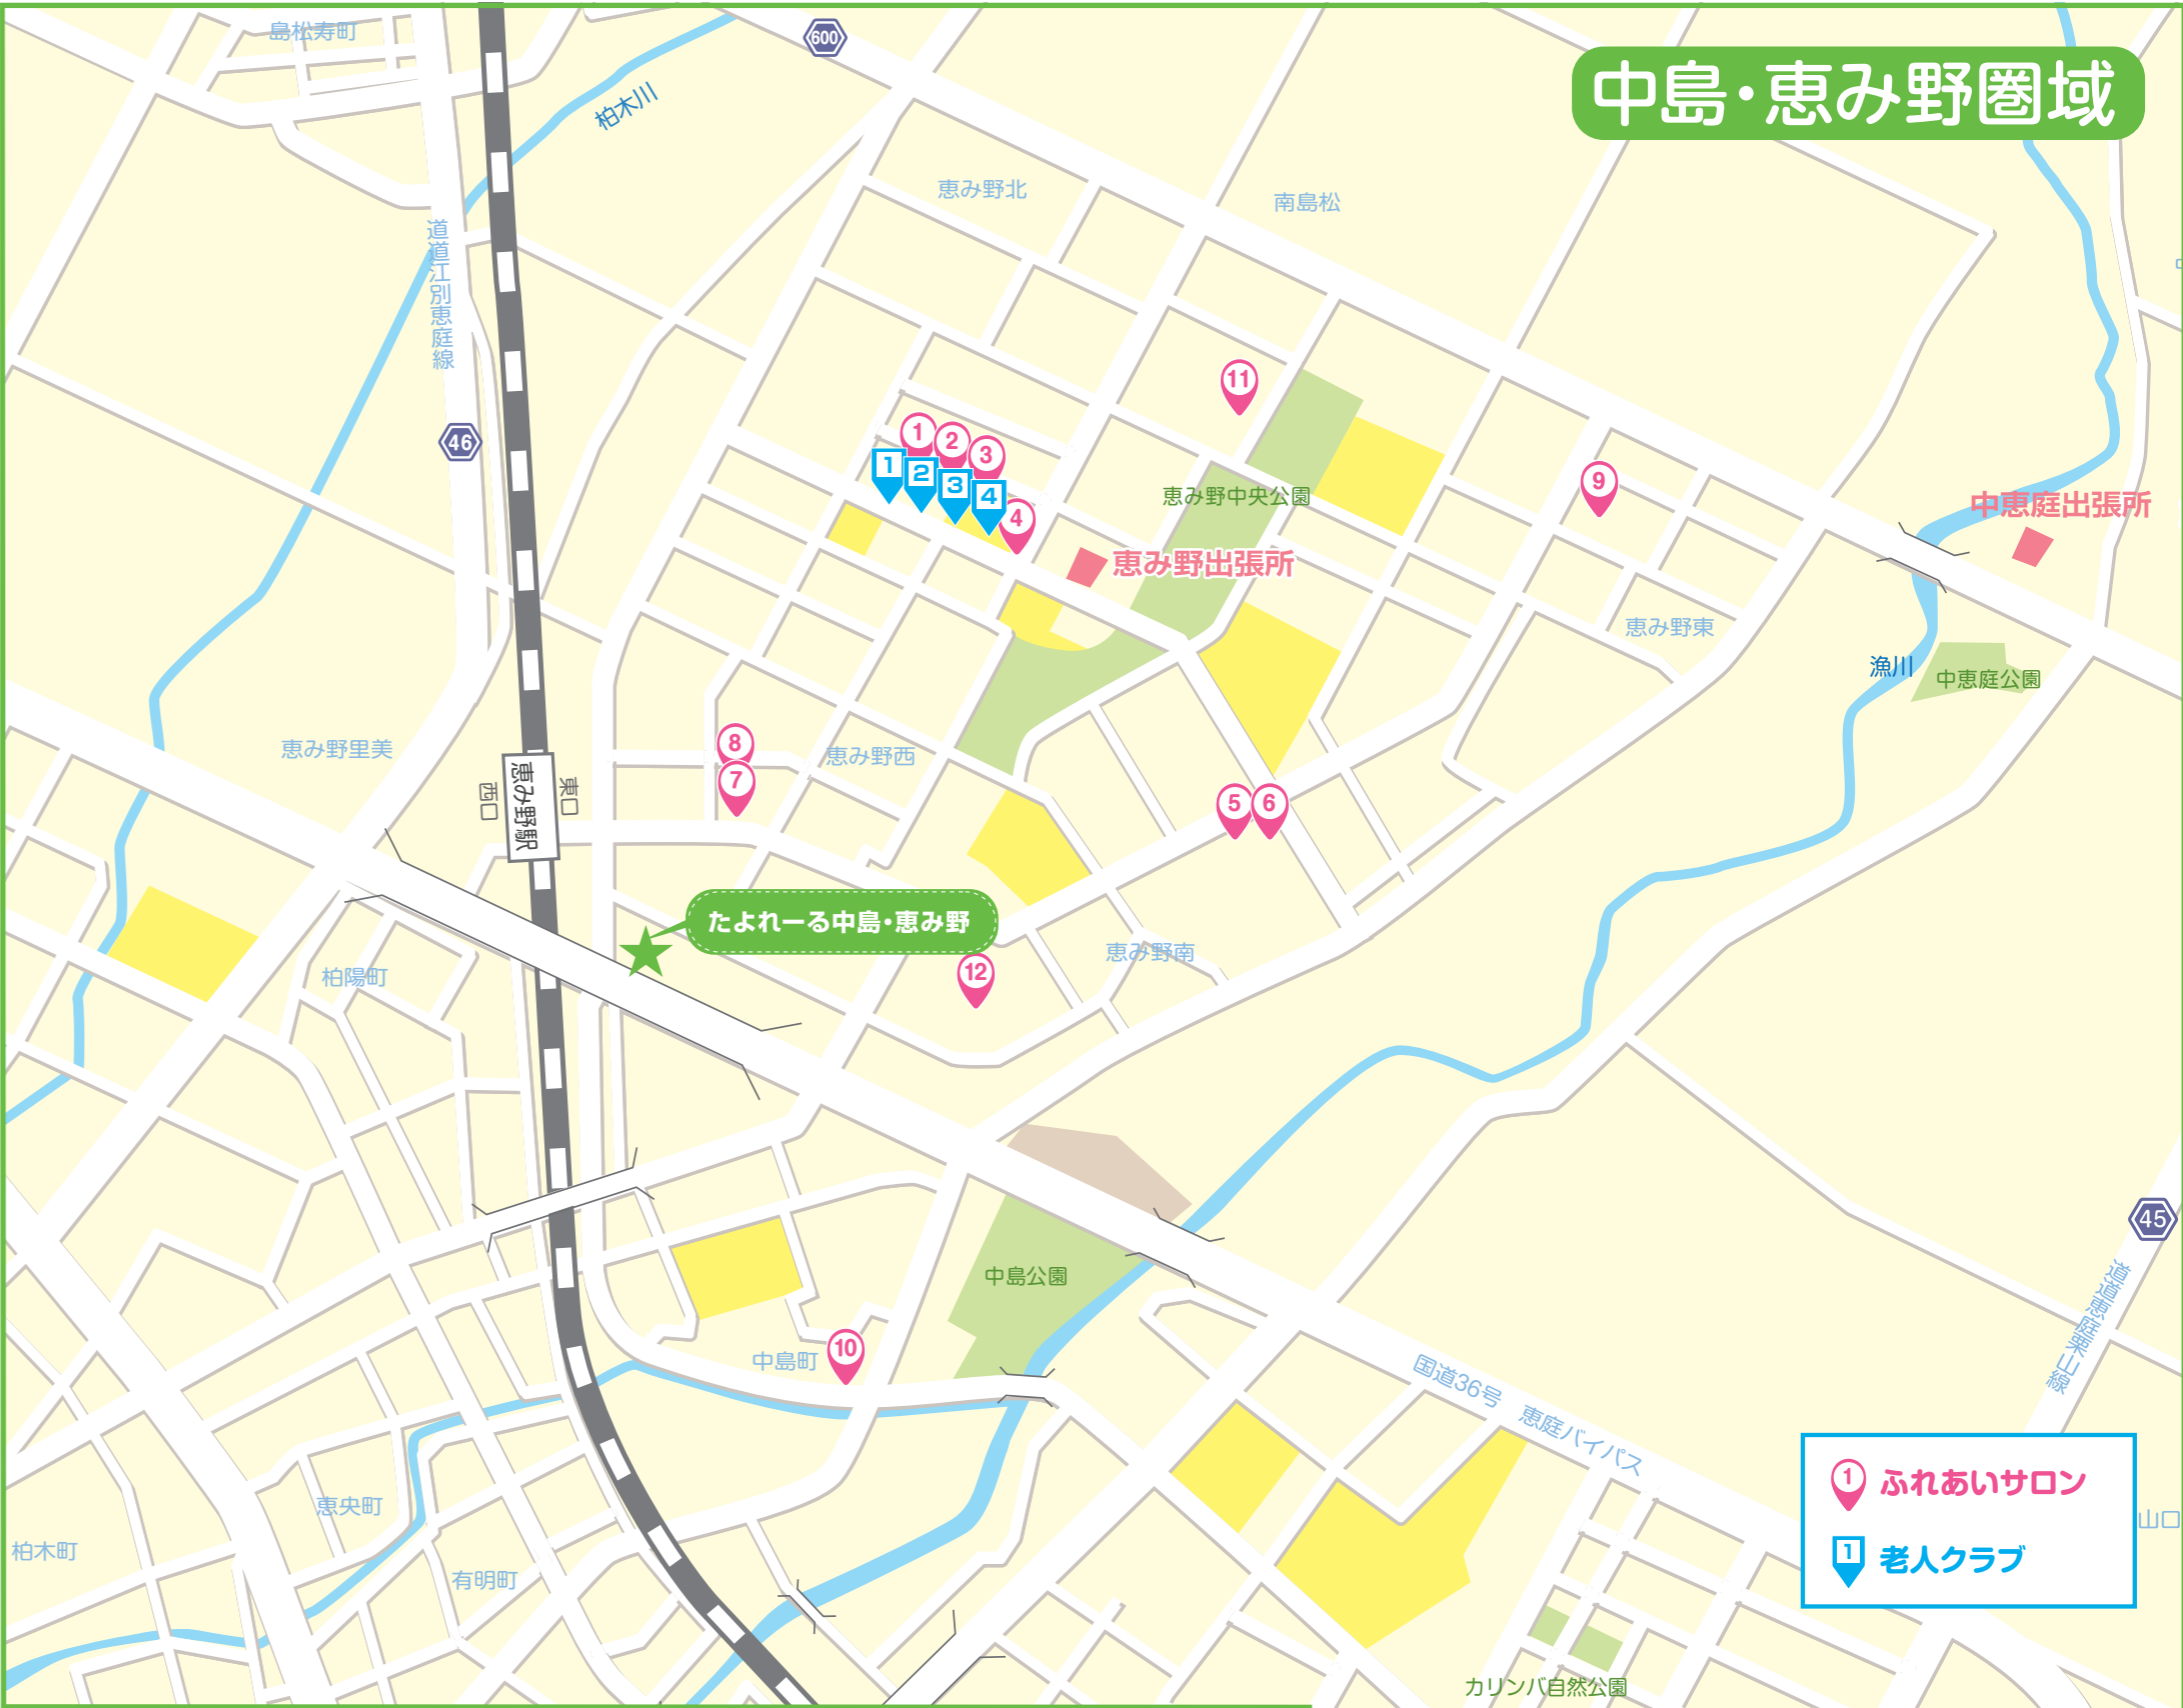 中島・恵み野圏域
島松寿町
600
柏木川
恵み野北
南島松
道道江別恵庭線
46
11
1
2
3
1
2
3
4
4
9
恵み野中央公園
中恵庭出張所
恵み野出張所
恵み野東
漁川
中恵庭公園
恵み野里美
8
7
恵み野西
恵み野駅
西口
東口
5
6
たよれーる中島・恵み野
12
恵み野南
柏陽町
45
道道恵庭栗山線
中島公園
中島町
10
国道36号 恵庭バイパス
恵央町
柏木町
有明町
1 ふれあいサロン
1 老人クラブ
山口
カリンバ自然公園